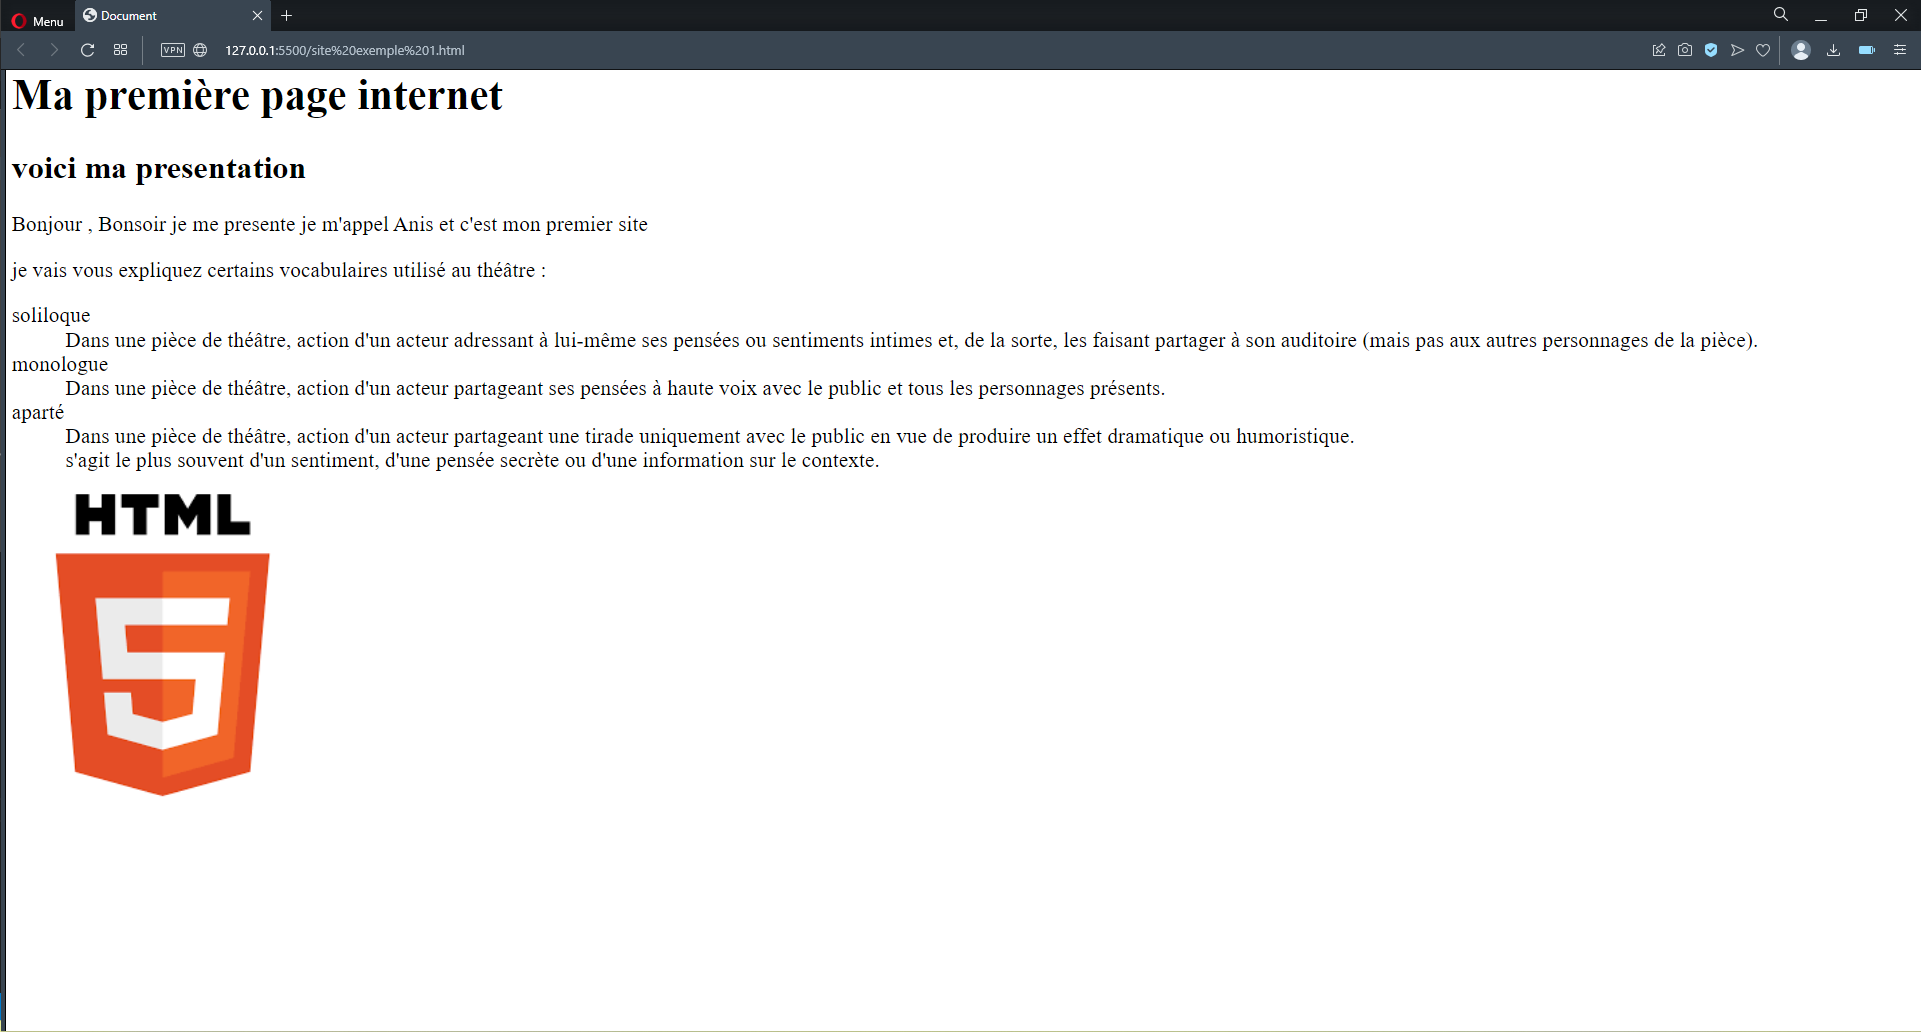 Menu
Document
VPN
127.0.0.1:5500/site%20exemple%201.html
Ma première page internet
voici ma presentation
Bonjour , Bonsoir je me presente je m'appel Anis et c'est mon premier site
je vais vous expliquez certains vocabulaires utilisé au théâtre :
soliloque
Dans une pièce de théâtre, action d'un acteur adressant à lui-même ses pensées ou sentiments intimes et, de la sorte, les faisant partager à son auditoire (mais pas aux autres personnages de la pièce).
monologue
Dans une pièce de théâtre, action d'un acteur partageant ses pensées à haute voix avec le public et tous les personnages présents.
aparté
Dans une pièce de théâtre, action d'un acteur partageant une tirade uniquement avec le public en vue de produire un effet dramatique ou humoristique.
s'agit le plus souvent d'un sentiment, d'une pensée secrète ou d'une information sur le contexte.
HTML
5